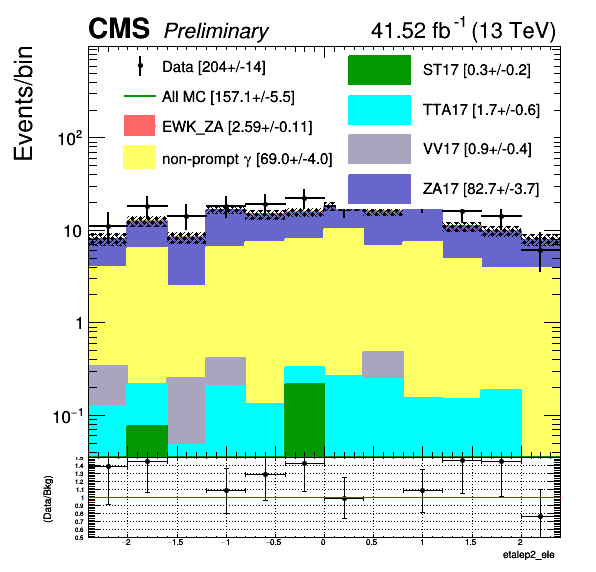 CMS Preliminary 41.52 fb⁻¹ (13 TeV)
Events/bin
Data [204+/-14]
All MC [157.1+/-5.5]
EWK_ZA [2.59+/-0.11]
non-prompt γ [69.0+/-4.0]
ST17 [0.3+/-0.2]
TTA17 [1.7+/-0.6]
VV17 [0.9+/-0.4]
ZA17 [82.7+/-3.7]
10²
10
1
10⁻¹
(Data/Bkg)
1.5
1.4
1.3
1.2
1.1
1
0.9
0.8
0.7
0.6
0.5
−2 −1.5 −1 −0.5 0 0.5 1 1.5 2
etalep2_ele